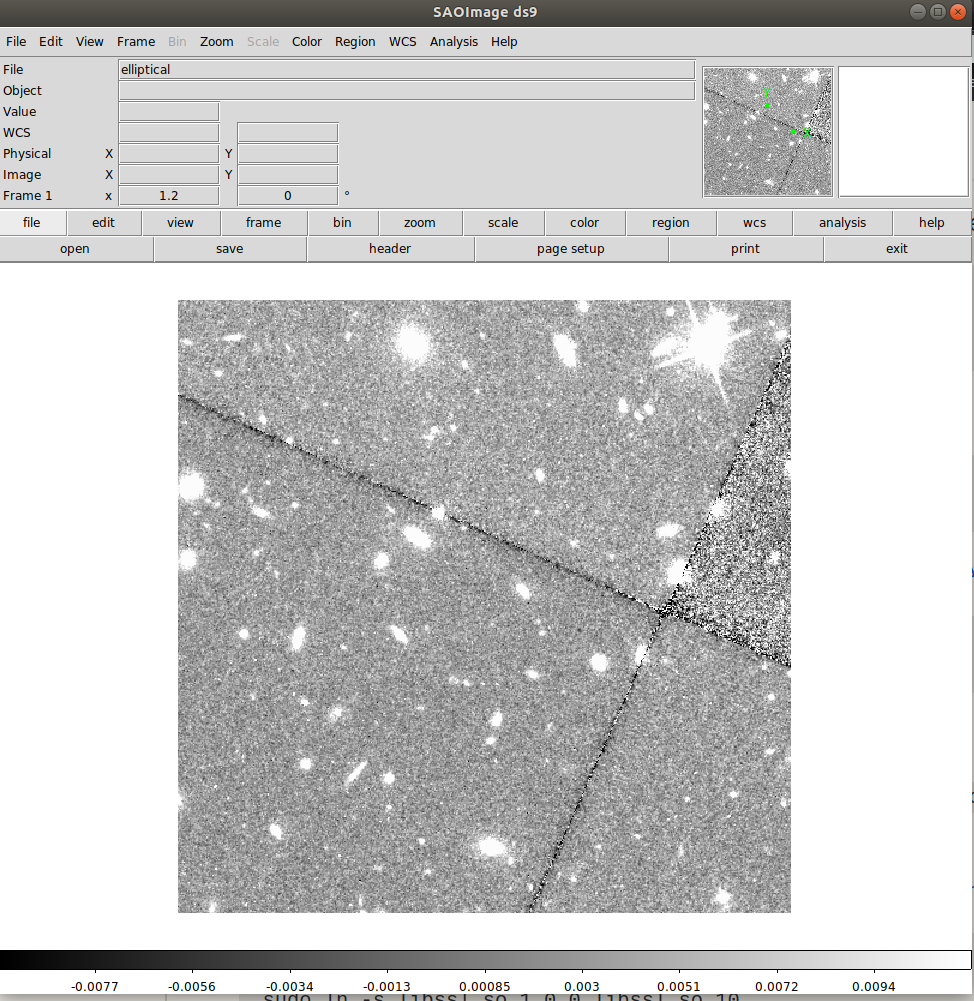 SAOImage ds9
File Edit View Frame Bin Zoom Scale Color Region WCS Analysis Help
File elliptical
Object
Value
WCS
Physical X Y
Image X Y
Frame 1 x 1.2 0 °
file edit view frame bin zoom scale color region wcs analysis help
open save header page setup print exit
-0.0077 -0.0056 -0.0034 -0.0013 0.00085 0.003 0.0051 0.0072 0.0094
sudo ln -s libssl.so.1.0.0 libssl.so.10